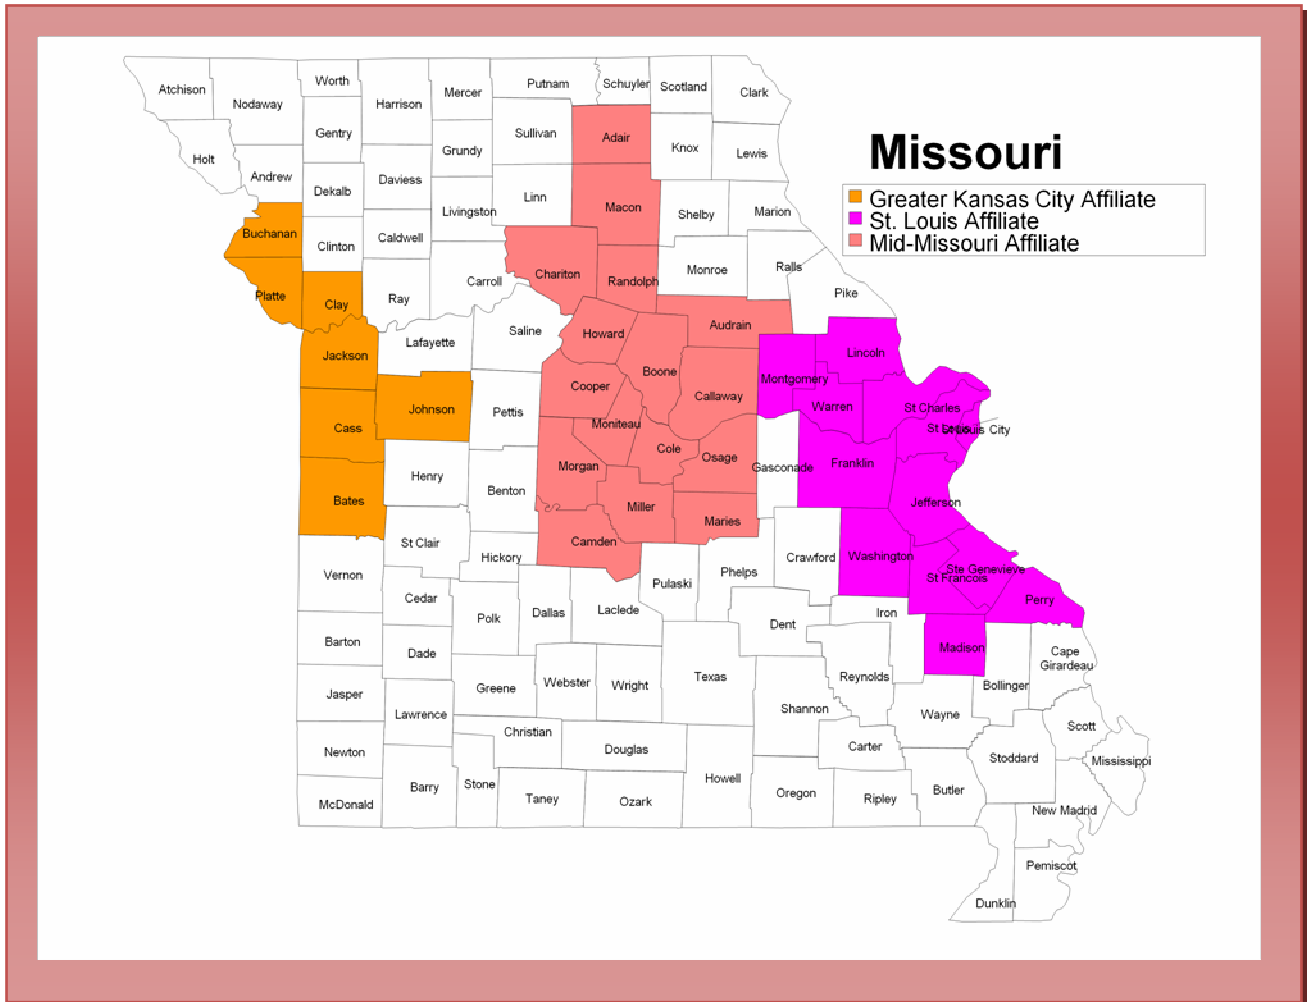 Missouri
Greater Kansas City Affiliate
St. Louis Affiliate
Mid-Missouri Affiliate
Atchison
Nodaway
Worth
Harrison
Mercer
Putnam
Schuyler
Scotland
Clark
Gentry
Sullivan
Adair
Knox
Lewis
Holt
Andrew
Dekalb
Daviess
Grundy
Livingston
Linn
Macon
Shelby
Marion
Buchanan
Clinton
Caldwell
Carroll
Chariton
Randolph
Monroe
Ralls
Pike
Platte
Clay
Ray
Saline
Howard
Audrain
Lincoln
Jackson
Lafayette
Cooper
Boone
Callaway
Montgomery
Warren
St Charles
Cass
Johnson
Pettis
Moniteau
St Louis
St Louis City
Cole
Osage
Gasconade
Franklin
Henry
Morgan
Benton
Bates
Miller
Maries
Jefferson
St Clair
Hickory
Camden
Crawford
Washington
Vernon
Cedar
Polk
Dallas
Laclede
Pulaski
Phelps
St Francois
Ste Genevieve
Perry
Barton
Dade
Dent
Iron
Madison
Cape
Girardeau
Jasper
Greene
Webster
Wright
Texas
Reynolds
Bollinger
Lawrence
Christian
Shannon
Wayne
Scott
Newton
Douglas
Carter
Stoddard
Mississippi
McDonald
Barry
Stone
Taney
Ozark
Howell
Oregon
Ripley
Butler
New Madrid
Pemiscot
Dunklin